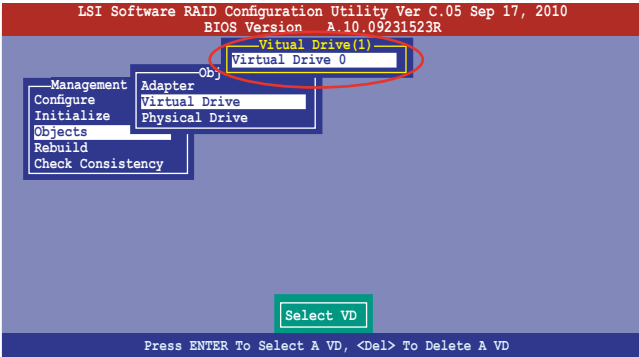 LSI Software RAID Configuration Utility Ver C.05 Sep 17, 2010
BIOS Version A.10.09231523R
Vitual Drive(1)
Virtual Drive 0
Obj
Adapter
Virtual Drive
Physical Drive
Management
Configure
Initialize
Objects
Rebuild
Check Consistency
Select VD
Press ENTER To Select A VD, <Del> To Delete A VD